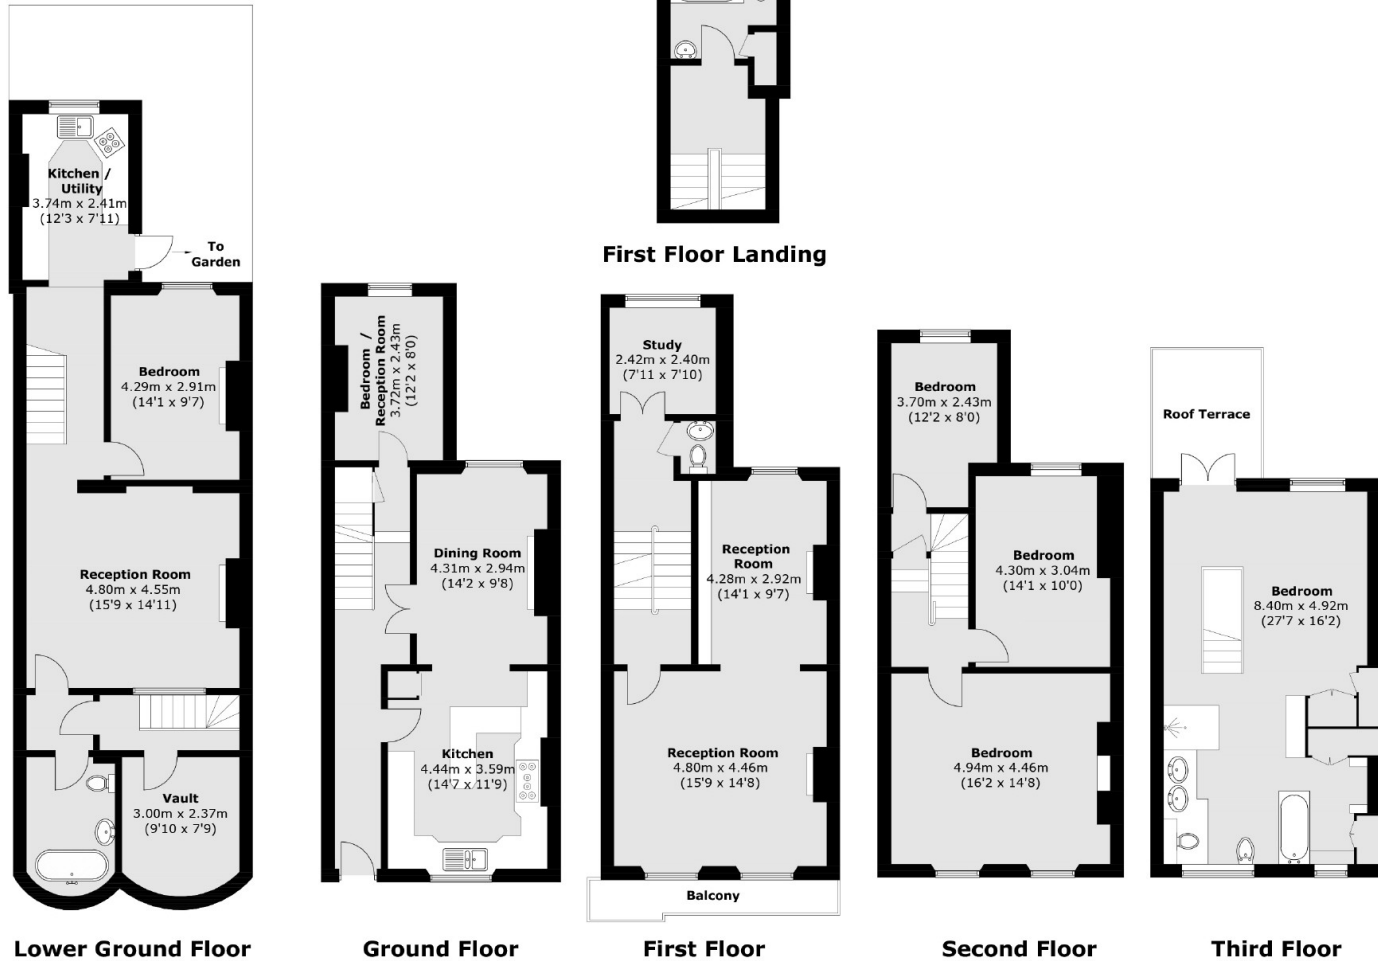 Kitchen /
Utility
3.74m x 2.41m
(12'3 x 7'11)
To
Garden
Bedroom
4.29m x 2.91m
(14'1 x 9'7)
Reception Room
4.80m x 4.55m
(15'9 x 14'11)
Vault
3.00m x 2.37m
(9'10 x 7'9)
Lower Ground Floor
Bedroom /
Reception Room
3.72m x 2.43m
(12'2 x 8'0)
Dining Room
4.31m x 2.94m
(14'2 x 9'8)
Kitchen
4.44m x 3.59m
(14'7 x 11'9)
Ground Floor
First Floor Landing
Study
2.42m x 2.40m
(7'11 x 7'10)
Reception
Room
4.28m x 2.92m
(14'1 x 9'7)
Reception Room
4.80m x 4.46m
(15'9 x 14'8)
Balcony
First Floor
Bedroom
3.70m x 2.43m
(12'2 x 8'0)
Bedroom
4.30m x 3.04m
(14'1 x 10'0)
Bedroom
4.94m x 4.46m
(16'2 x 14'8)
Second Floor
Roof Terrace
Bedroom
8.40m x 4.92m
(27'7 x 16'2)
Third Floor